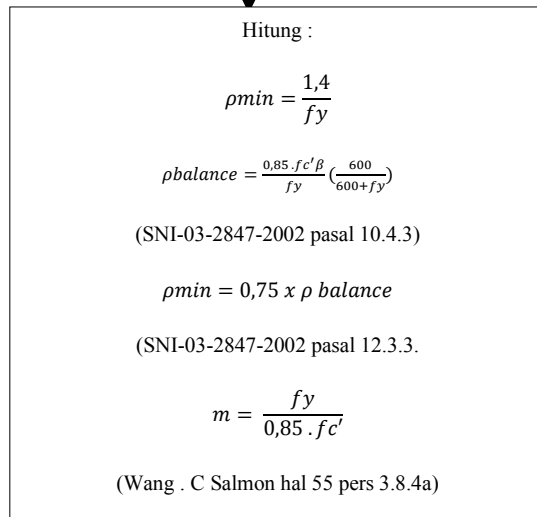 Hitung :
ρmin = 1,4 / fy
ρbalance = 0,85 .fc′β / fy (600 / 600+fy)
(SNI-03-2847-2002 pasal 10.4.3)
ρmin = 0,75 x ρ balance
(SNI-03-2847-2002 pasal 12.3.3.
m = fy / 0,85 . fc′
(Wang . C Salmon hal 55 pers 3.8.4a)